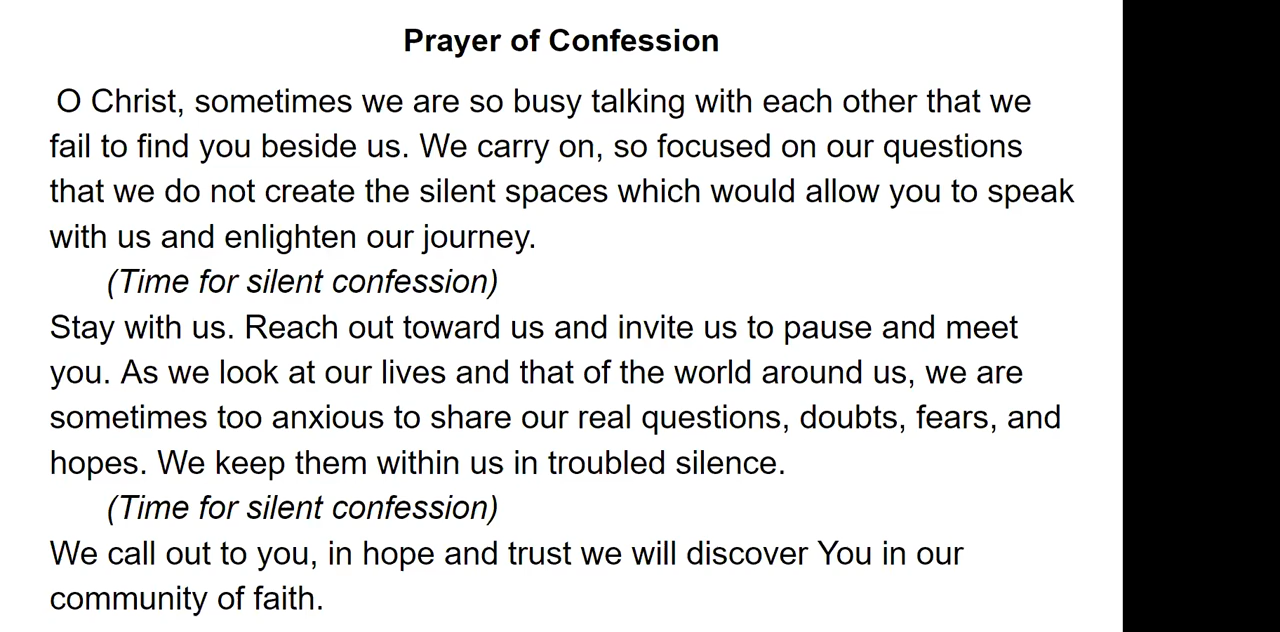 Prayer of Confession
O Christ, sometimes we are so busy talking with each other that we
fail to find you beside us. We carry on, so focused on our questions
that we do not create the silent spaces which would allow you to speak
with us and enlighten our journey.
(Time for silent confession)
Stay with us. Reach out toward us and invite us to pause and meet
you. As we look at our lives and that of the world around us, we are
sometimes too anxious to share our real questions, doubts, fears, and
hopes. We keep them within us in troubled silence.
(Time for silent confession)
We call out to you, in hope and trust we will discover You in our
community of faith.